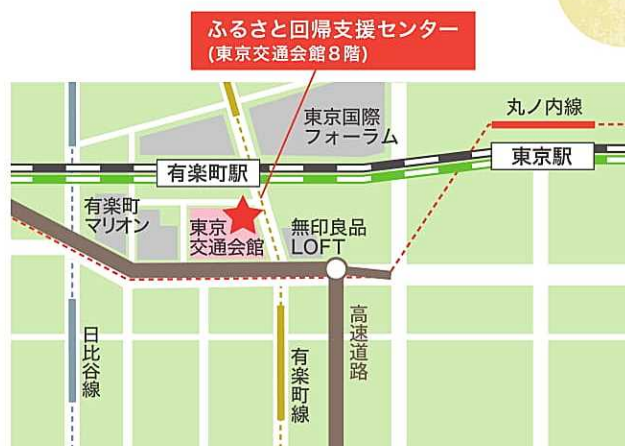 ふるさと回帰支援センター
(東京交通会館8階)
丸ノ内線
東京国際
フォーラム
東京駅
有楽町駅
有楽町
マリオン
東京
交通会館
無印良品
LOFT
日比谷線
有楽町線
高速道路